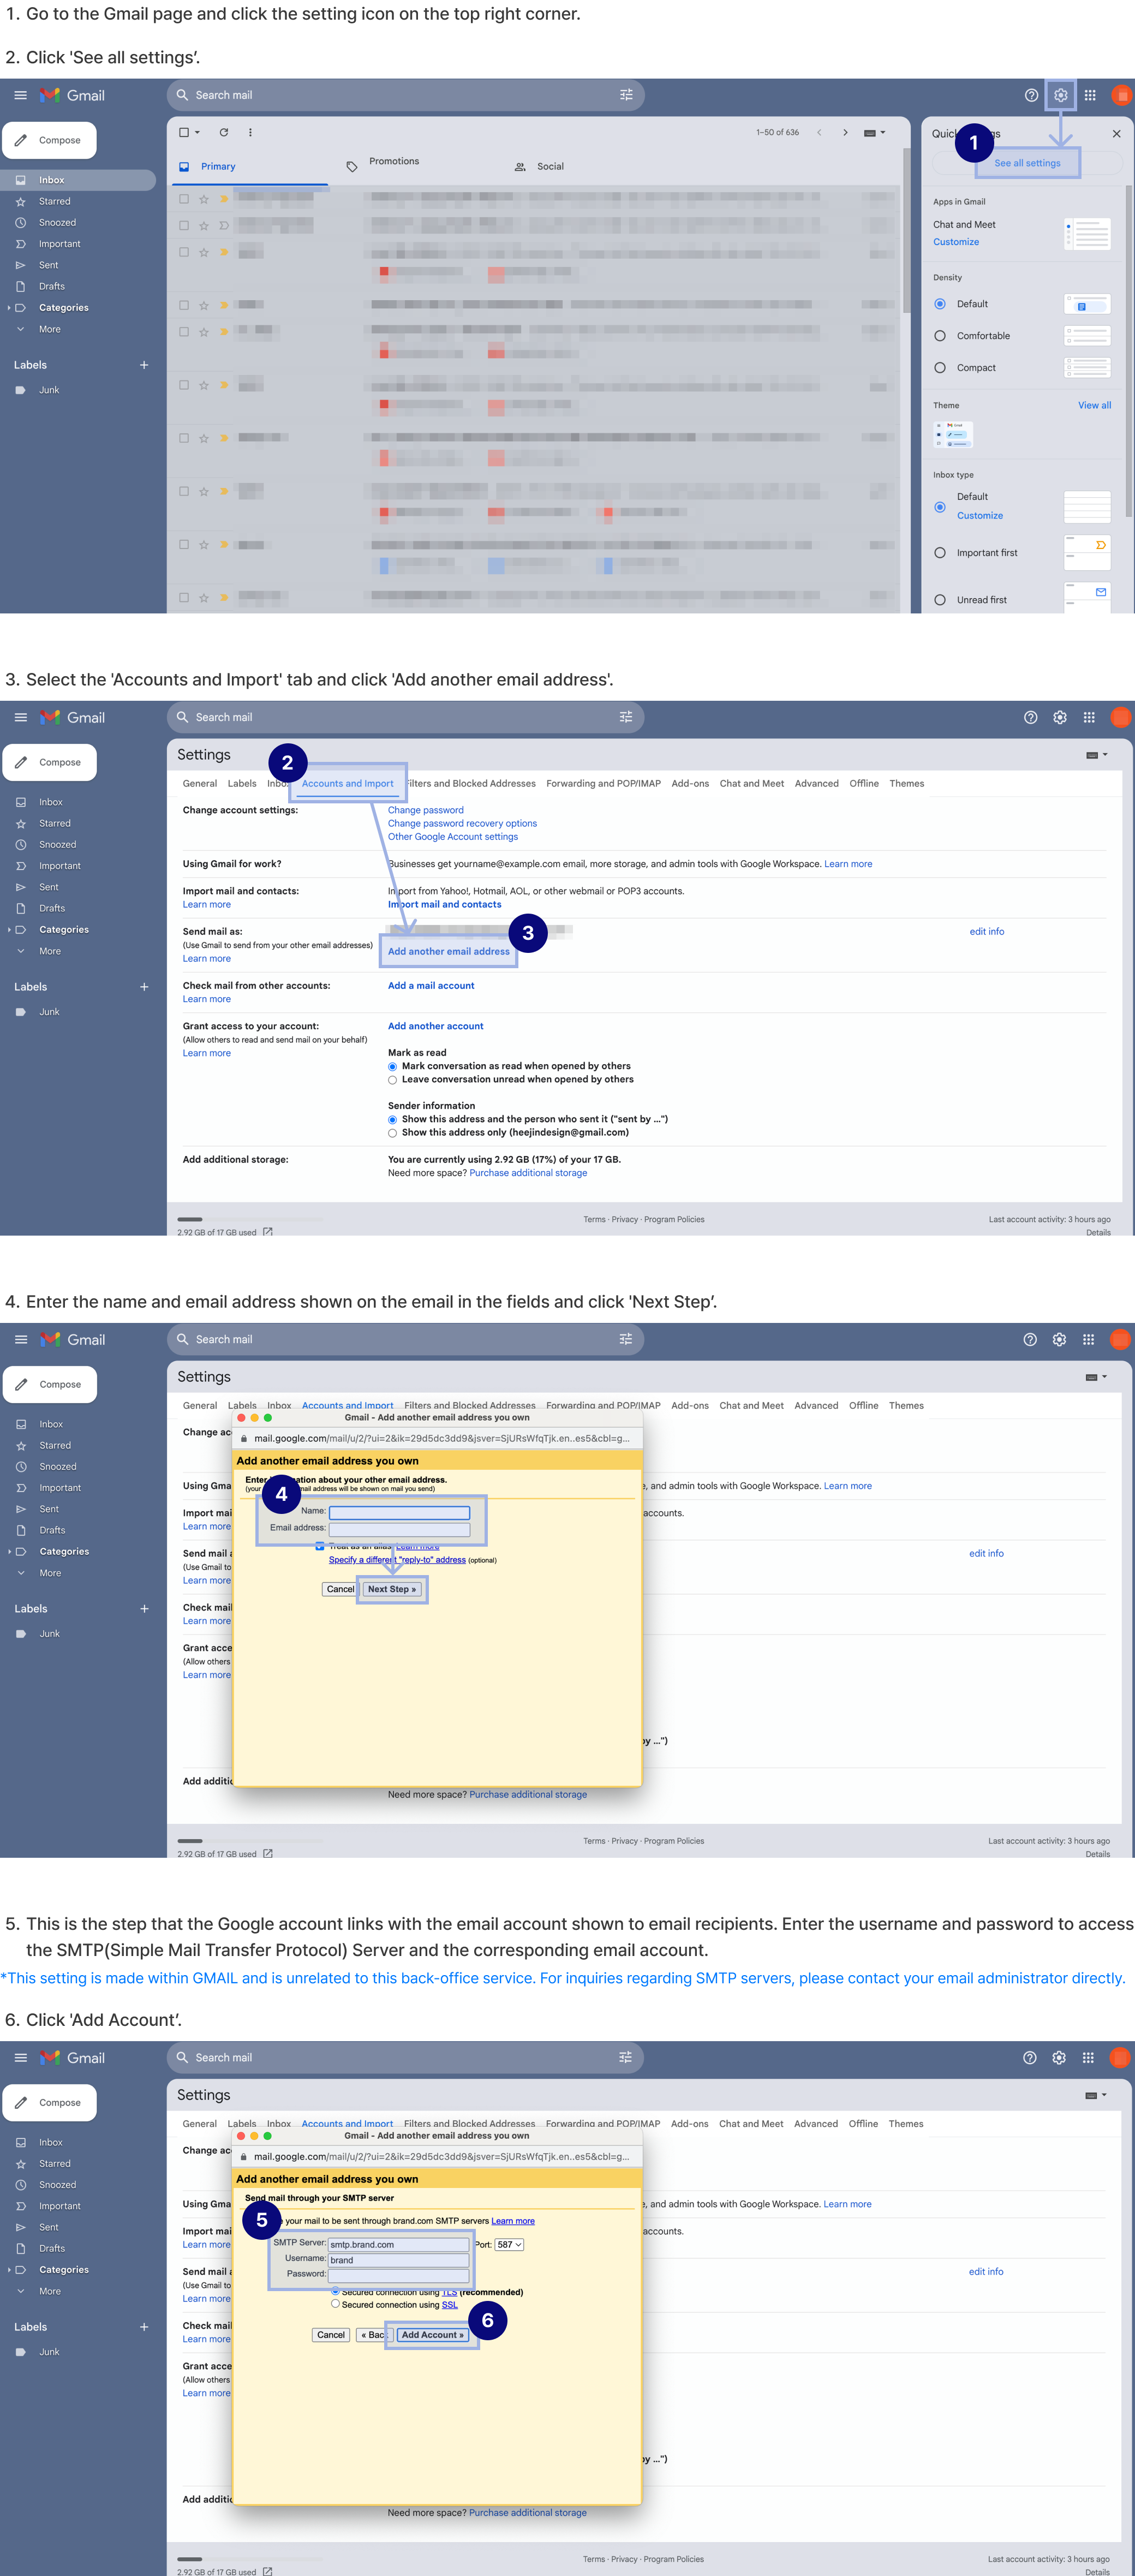 1. Go to the Gmail page and click the setting icon on the top right corner.
2. Click 'See all settings’.
Gmail
Search mail
Compose
1–50 of 636
Primary
Promotions
Social
Inbox
Starred
Snoozed
Important
Sent
Drafts
Categories
More
Labels
Junk
1
See all settings
Apps in Gmail
Chat and Meet
Customize
Density
Default
Comfortable
Compact
Theme
View all
Inbox type
Default
Customize
Important first
Unread first
3. Select the 'Accounts and Import' tab and click 'Add another email address'.
Gmail
Search mail
Compose
Inbox
Starred
Snoozed
Important
Sent
Drafts
Categories
More
Labels
Junk
Settings
2
General Labels Accounts and Import Filters and Blocked Addresses Forwarding and POP/IMAP Add-ons Chat and Meet Advanced Offline Themes
Change account settings:
Change password
Change password recovery options
Other Google Account settings
Using Gmail for work?
Businesses get yourname@example.com email, more storage, and admin tools with Google Workspace. Learn more
Import mail and contacts:
Learn more
Import from Yahoo!, Hotmail, AOL, or other webmail or POP3 accounts.
Import mail and contacts
Send mail as:
(Use Gmail to send from your other email addresses)
Learn more
3
Add another email address
edit info
Check mail from other accounts:
Learn more
Add a mail account
Grant access to your account:
(Allow others to read and send mail on your behalf)
Learn more
Add another account
Mark as read
Mark conversation as read when opened by others
Leave conversation unread when opened by others
Sender information
Show this address and the person who sent it ("sent by ...")
Show this address only (heejindesign@gmail.com)
Add additional storage:
You are currently using 2.92 GB (17%) of your 17 GB.
Need more space? Purchase additional storage
2.92 GB of 17 GB used
Terms · Privacy · Program Policies
Last account activity: 3 hours ago
Details
4. Enter the name and email address shown on the email in the fields and click 'Next Step’.
Gmail
Search mail
Compose
Inbox
Starred
Snoozed
Important
Sent
Drafts
Categories
More
Labels
Junk
Settings
General Labels Inbox Accounts and Import Filters and Blocked Addresses Forwarding and POP/IMAP Add-ons Chat and Meet Advanced Offline Themes
Gmail - Add another email address you own
mail.google.com/mail/u/2/?ui=2&ik=29d5dc3dd9&jsver=SjURsWfqTjk.en..es5&cbl=g...
Add another email address you own
Enter information about your other email address.
(your mail address will be shown on mail you send)
4
Name:
Email address:
Treat as an alias. Learn more
Specify a different "reply-to" address (optional)
Cancel
Next Step »
Change ac
Using Gma
, and admin tools with Google Workspace. Learn more
Import mai
Learn more
accounts.
Send mail a
(Use Gmail to
Learn more
edit info
Check mail
Learn more
Grant acce
(Allow others
Learn more
by ...")
Add additio
Need more space? Purchase additional storage
2.92 GB of 17 GB used
Terms · Privacy · Program Policies
Last account activity: 3 hours ago
Details
5. This is the step that the Google account links with the email account shown to email recipients. Enter the username and password to access
the SMTP(Simple Mail Transfer Protocol) Server and the corresponding email account.
*This setting is made within GMAIL and is unrelated to this back-office service. For inquiries regarding SMTP servers, please contact your email administrator directly.
6. Click 'Add Account’.
Gmail
Search mail
Compose
Inbox
Starred
Snoozed
Important
Sent
Drafts
Categories
More
Labels
Junk
Settings
General Labels Inbox Accounts and Import Filters and Blocked Addresses Forwarding and POP/IMAP Add-ons Chat and Meet Advanced Offline Themes
Gmail - Add another email address you own
mail.google.com/mail/u/2/?ui=2&ik=29d5dc3dd9&jsver=SjURsWfqTjk.en..es5&cbl=g...
Add another email address you own
Send mail through your SMTP server
5
your mail to be sent through brand.com SMTP servers Learn more
SMTP Server: smtp.brand.com Port: 587
Username: brand
Password:
Secured connection using TLS (recommended)
Secured connection using SSL
6
Cancel
« Bac
Add Account »
Change ac
Using Gma
, and admin tools with Google Workspace. Learn more
Import mai
Learn more
accounts.
Send mail a
(Use Gmail to
Learn more
edit info
Check mail
Learn more
Grant acce
(Allow others
Learn more
by ...")
Add additio
Need more space? Purchase additional storage
2.92 GB of 17 GB used
Terms · Privacy · Program Policies
Last account activity: 3 hours ago
Details